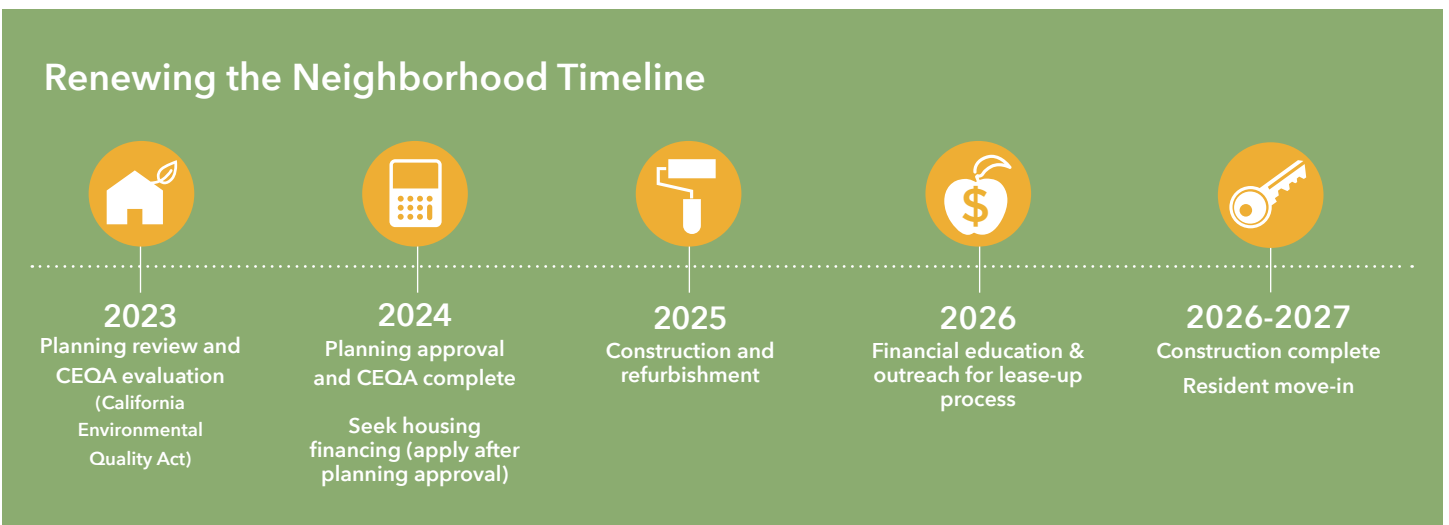 Renewing the Neighborhood Timeline
$
2023
Planning review and
CEQA evaluation
(California
Environmental
Quality Act)
2024
Planning approval
and CEQA complete
Seek housing
financing (apply after
planning approval)
2025
Construction and
refurbishment
2026
Financial education &
outreach for lease-up
process
2026-2027
Construction complete
Resident move-in